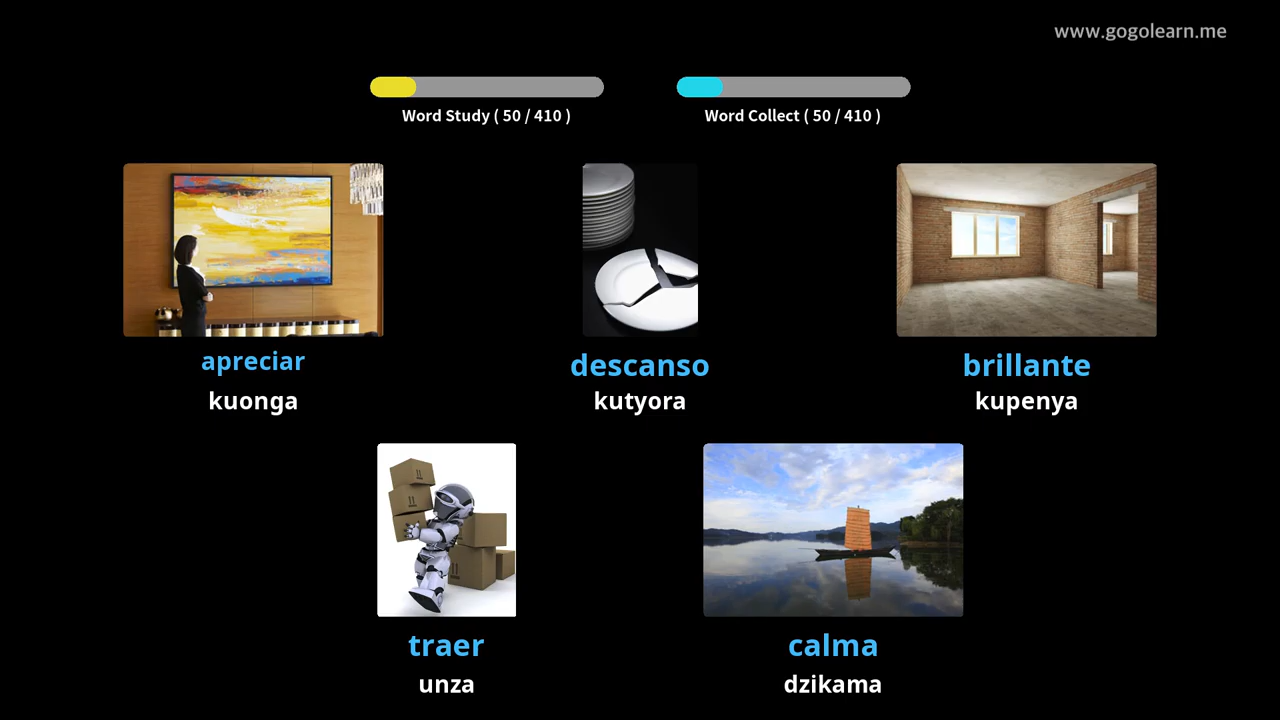 www.gogolearn.me
Word Study ( 50 / 410 )
Word Collect ( 50 / 410 )
apreciar
kuonga
descanso
kutyora
brillante
kupenya
traer
unza
calma
dzikama